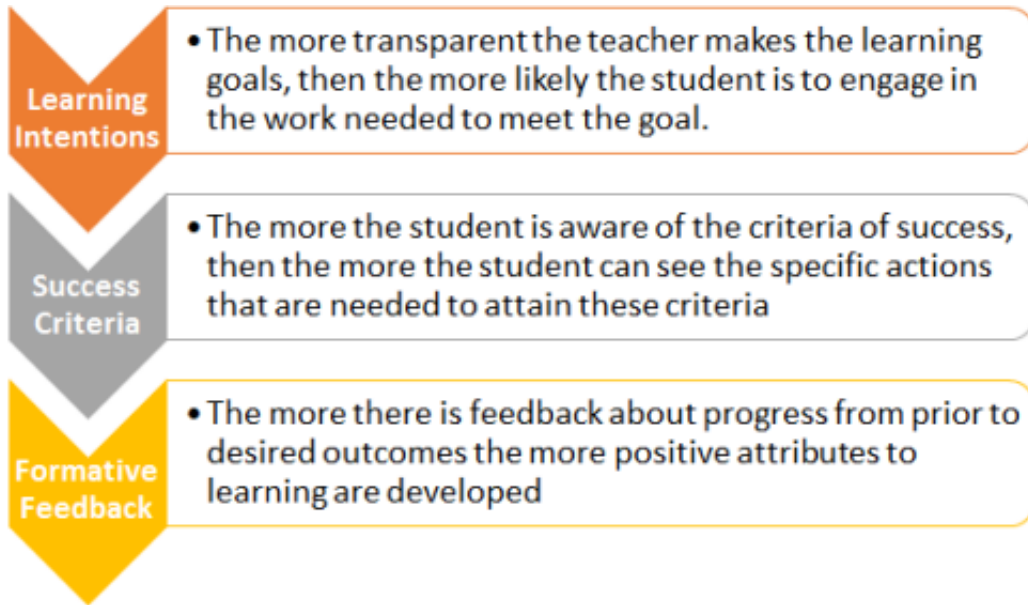 Learning
Intentions
• The more transparent the teacher makes the learning
goals, then the more likely the student is to engage in
the work needed to meet the goal.
Success
Criteria
• The more the student is aware of the criteria of success,
then the more the student can see the specific actions
that are needed to attain these criteria
Formative
Feedback
• The more there is feedback about progress from prior to
desired outcomes the more positive attributes to
learning are developed